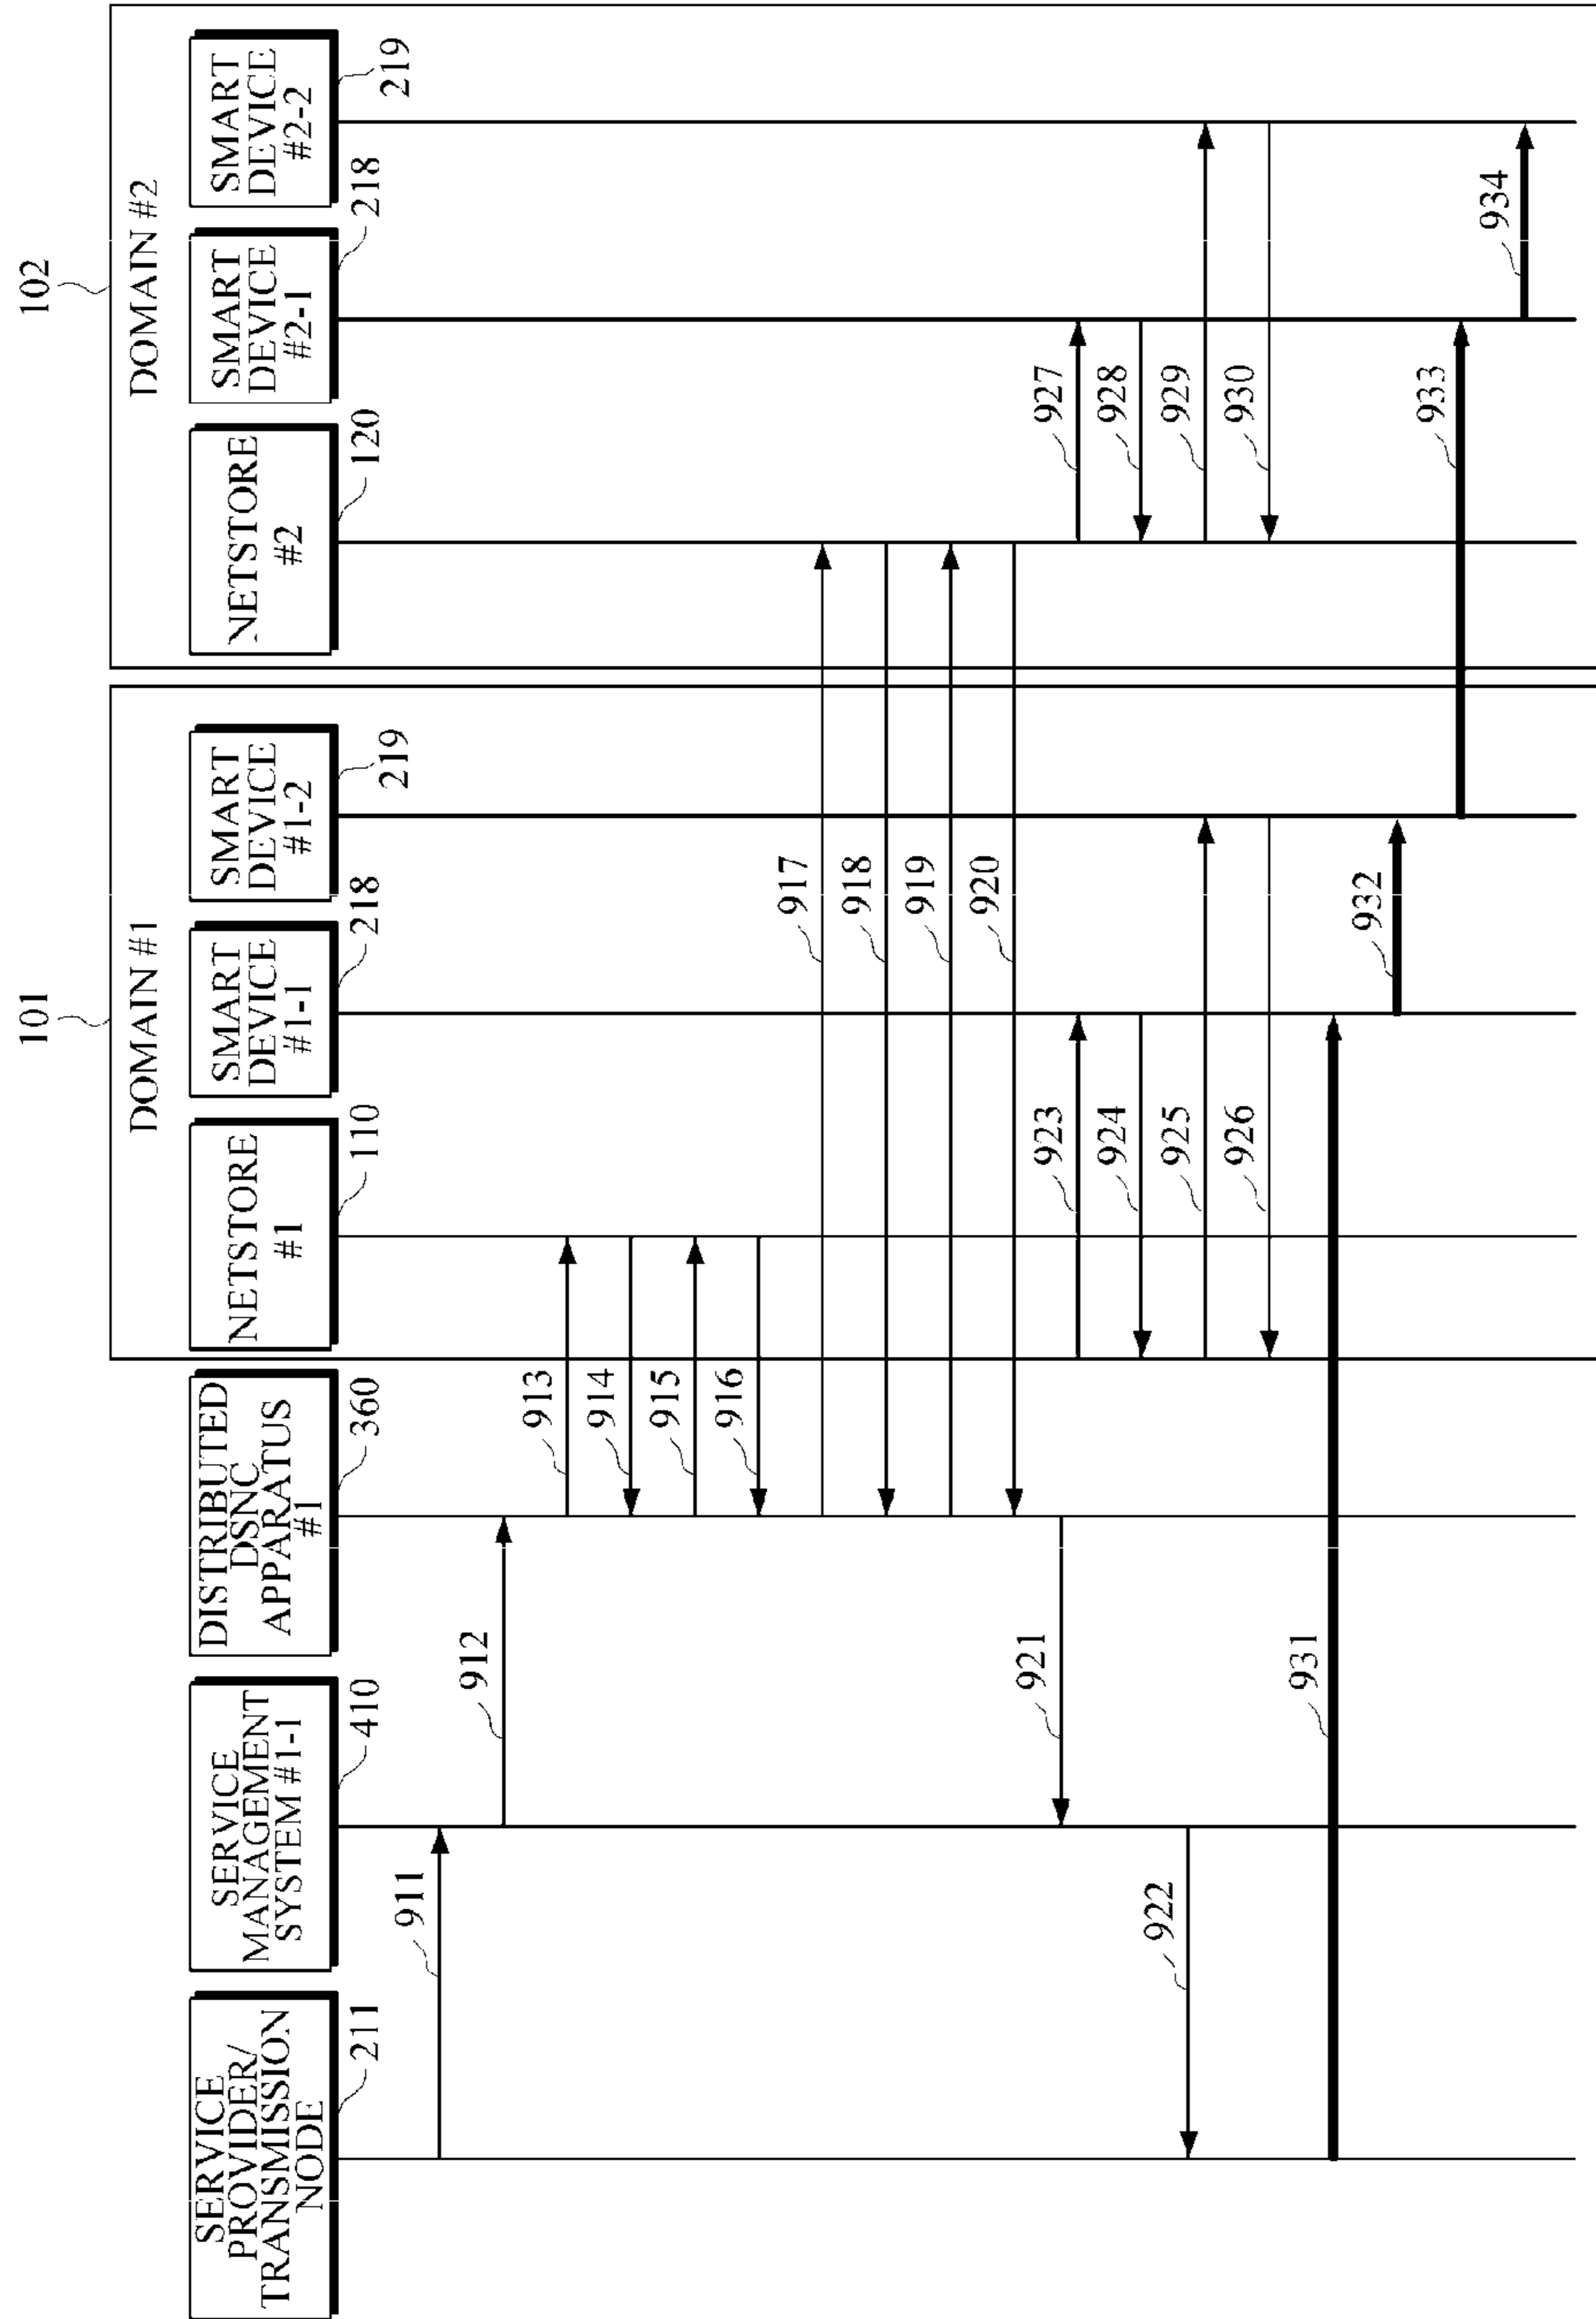 101
102
DOMAIN #1
DOMAIN #2
SERVICE
PROVIDER/
TRANSMISSION
NODE
211
SERVICE
MANAGEMENT
SYSTEM #1-1
410
DISTRIBUTED
DSNC
APPARATUS
#1
360
NETSTORE
#1
110
SMART
DEVICE
#1-1
218
SMART
DEVICE
#1-2
219
NETSTORE
#2
120
SMART
DEVICE
#2-1
218
SMART
DEVICE
#2-2
219
911
912
913
914
915
916
917
918
919
920
921
922
923
924
925
926
927
928
929
930
931
932
933
934